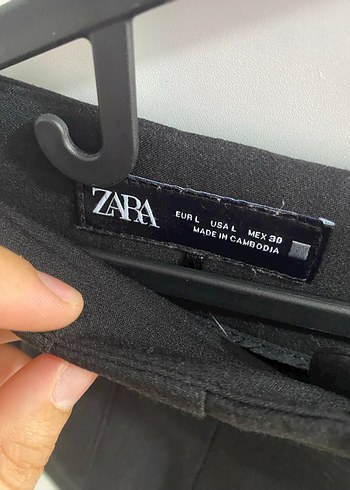 ZARA
EUR L USA L MEX 30
MADE IN CAMBODIA